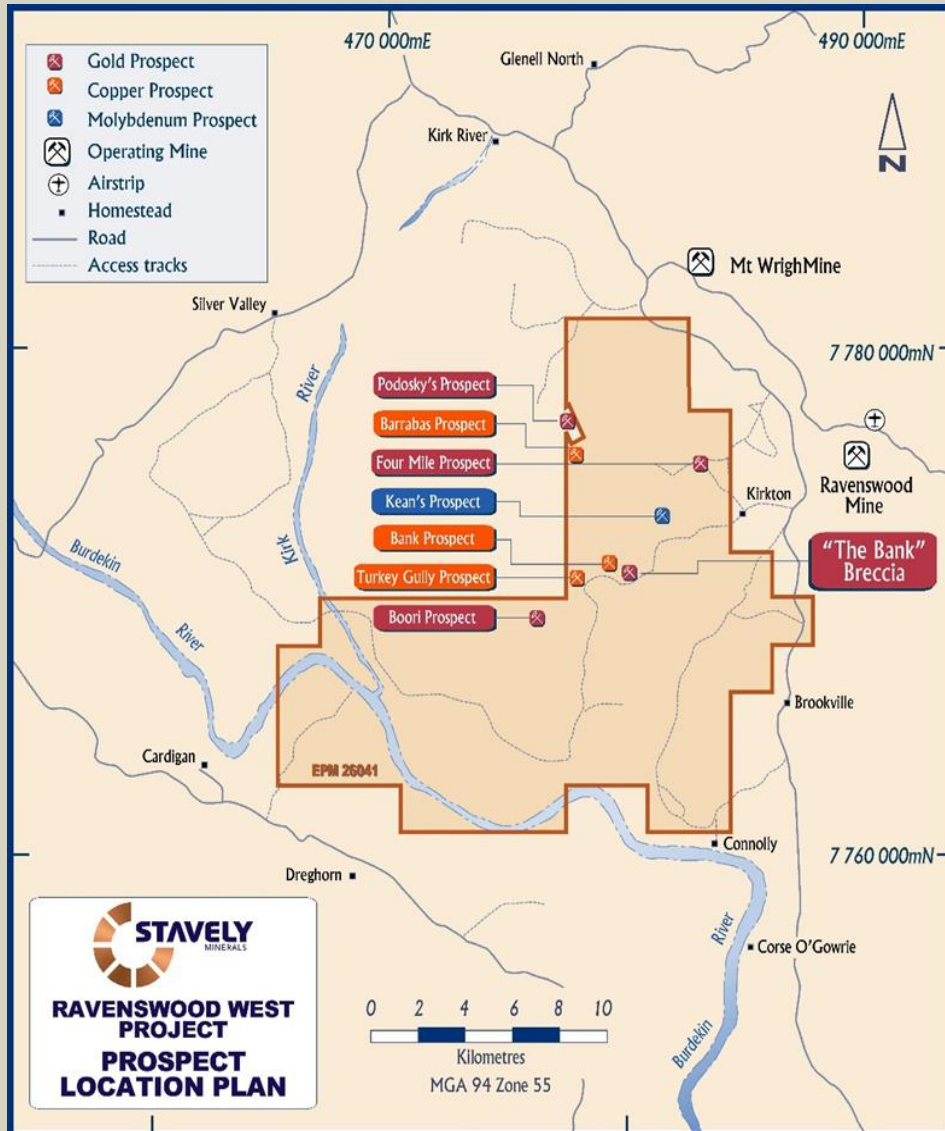 470 000mE
490 000mE
Gold Prospect
Copper Prospect
Molybdenum Prospect
Operating Mine
Airstrip
Homestead
Road
Access tracks
Glenell North
Kirk River
N
Mt WrighMine
Silver Valley
7 780 000mN
River
Kirk
Podosky's Prospect
Barrabas Prospect
Four Mile Prospect
Kean's Prospect
Bank Prospect
Turkey Gully Prospect
Boori Prospect
Kirkton
Ravenswood
Mine
"The Bank"
Breccia
Burdekin
River
Brookville
Cardigan
EPM 26041
Connolly
7 760 000mN
Dreghorn
River
Burdekin
Corse O'Gowrie
STAVELY
MINERALS
RAVENSWOOD WEST
PROJECT
PROSPECT
LOCATION PLAN
0 2 4 6 8 10
Kilometres
MGA 94 Zone 55